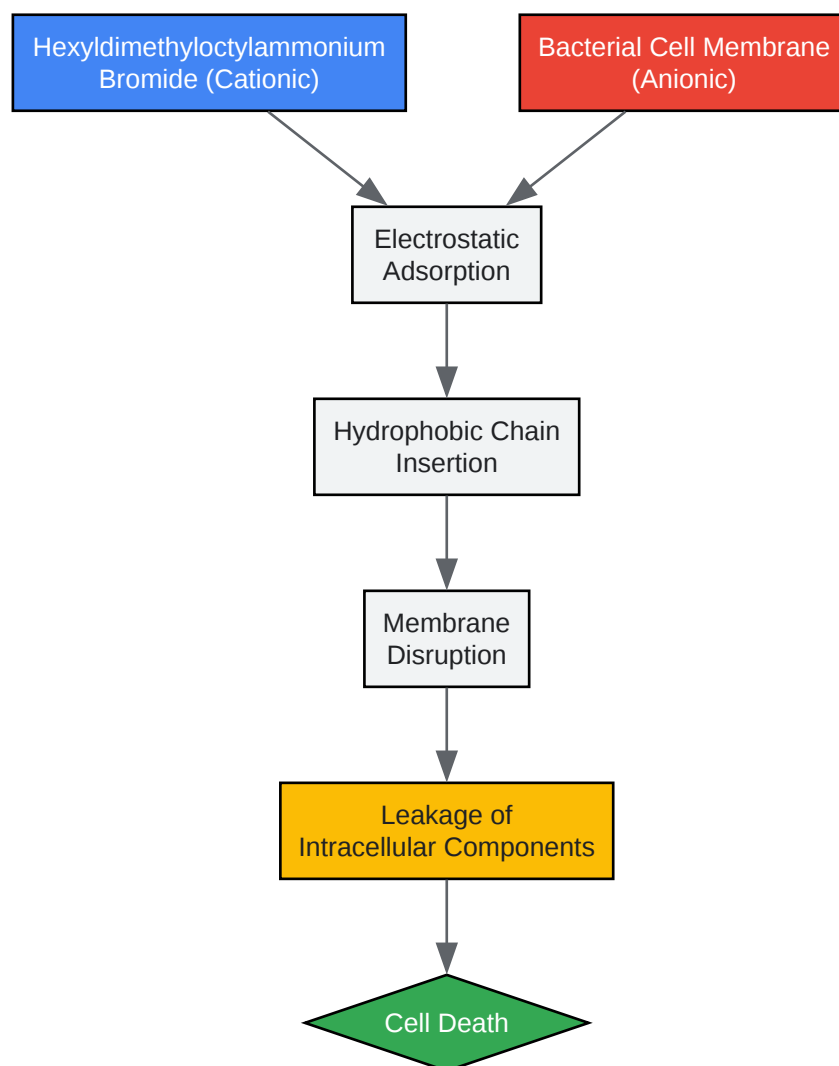 Hexyldimethyloctylammonium
Bromide (Cationic)
Bacterial Cell Membrane
(Anionic)
Electrostatic
Adsorption
Hydrophobic Chain
Insertion
Membrane
Disruption
Leakage of
Intracellular Components
Cell Death